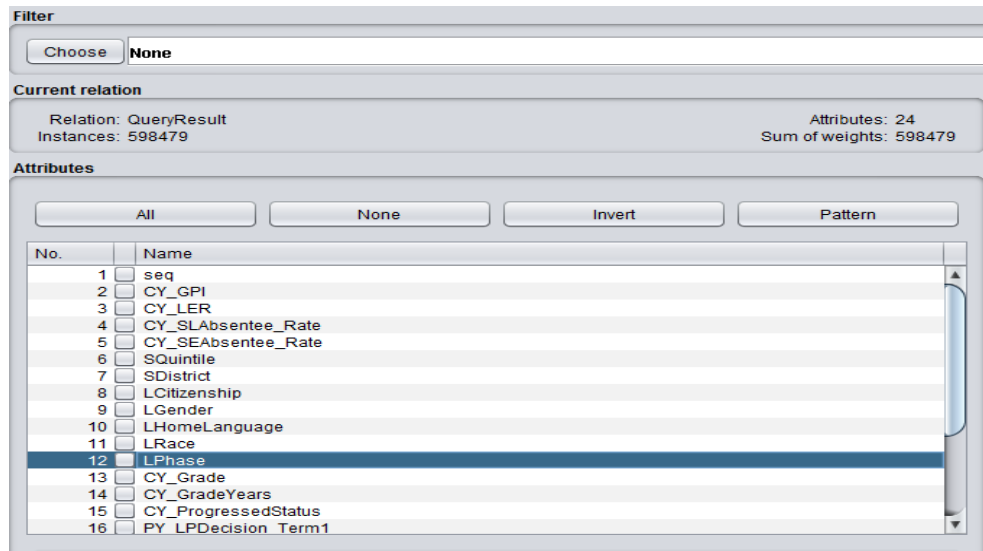 Filter
Choose None
Current relation
Relation: QueryResult Attributes: 24
Instances: 598479 Sum of weights: 598479
Attributes
All None Invert Pattern
No. Name
1 seq
2 CY_GPI
3 CY_LER
4 CY_SLAbsentee_Rate
5 CY_SEAbsentee_Rate
6 SQuintile
7 SDistrict
8 LCitizenship
9 LGender
10 LHomeLanguage
11 LRace
12 LPhase
13 CY_Grade
14 CY_GradeYears
15 CY_ProgressedStatus
16 PY_LPDecision_Term1